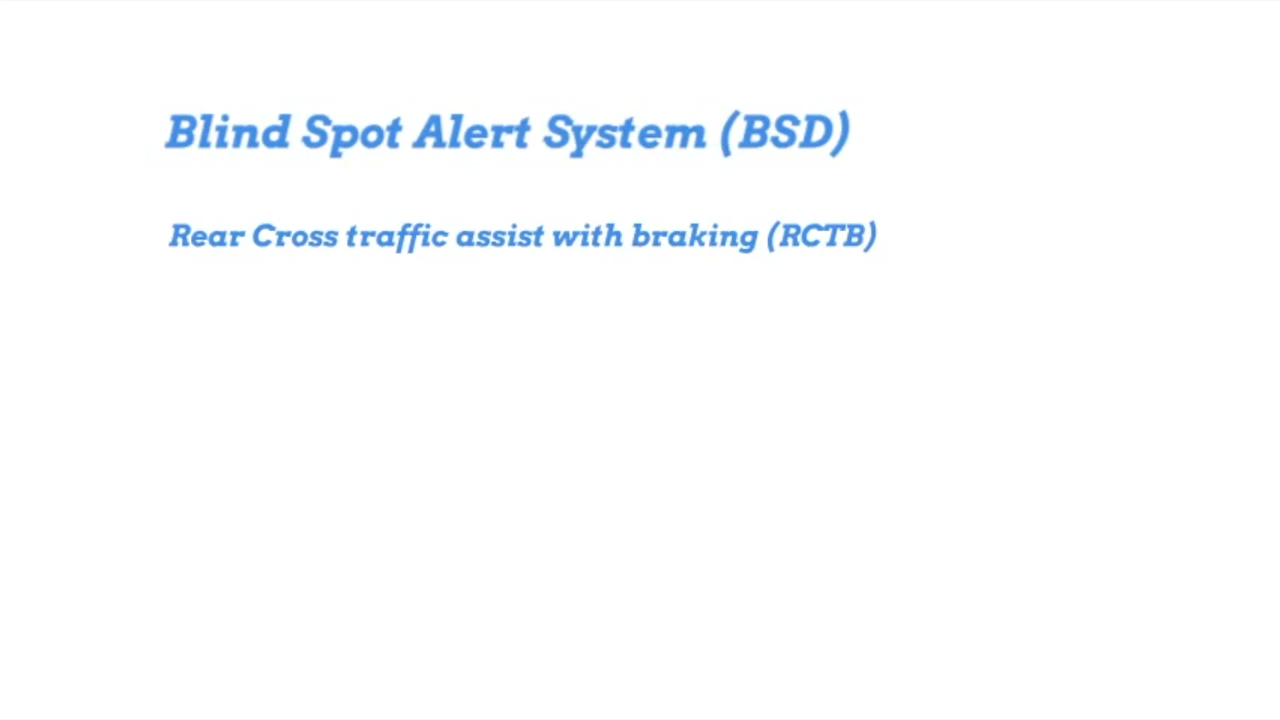 Blind Spot Alert System (BSD)
Rear Cross traffic assist with braking (RCTB)